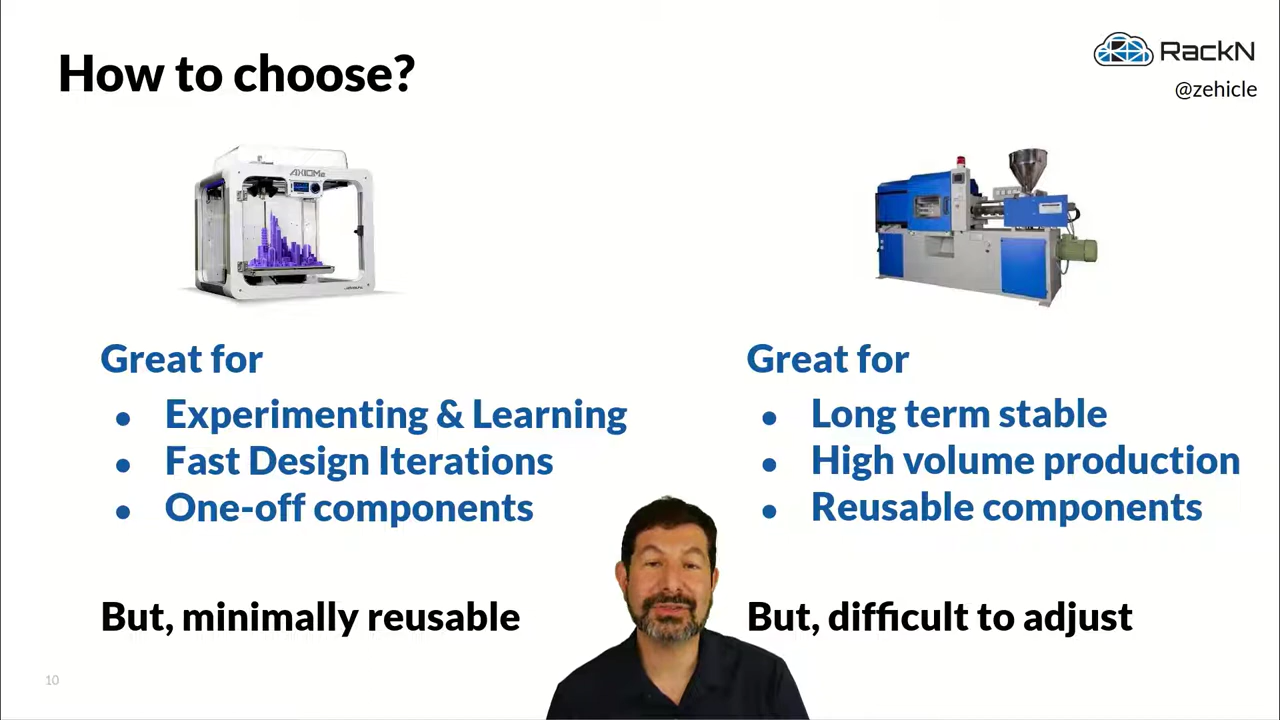 How to choose?
RackN
@zehicle
AXIOMe
Great for
• Experimenting & Learning
• Fast Design Iterations
• One-off components
But, minimally reusable
Great for
• Long term stable
• High volume production
• Reusable components
But, difficult to adjust
10